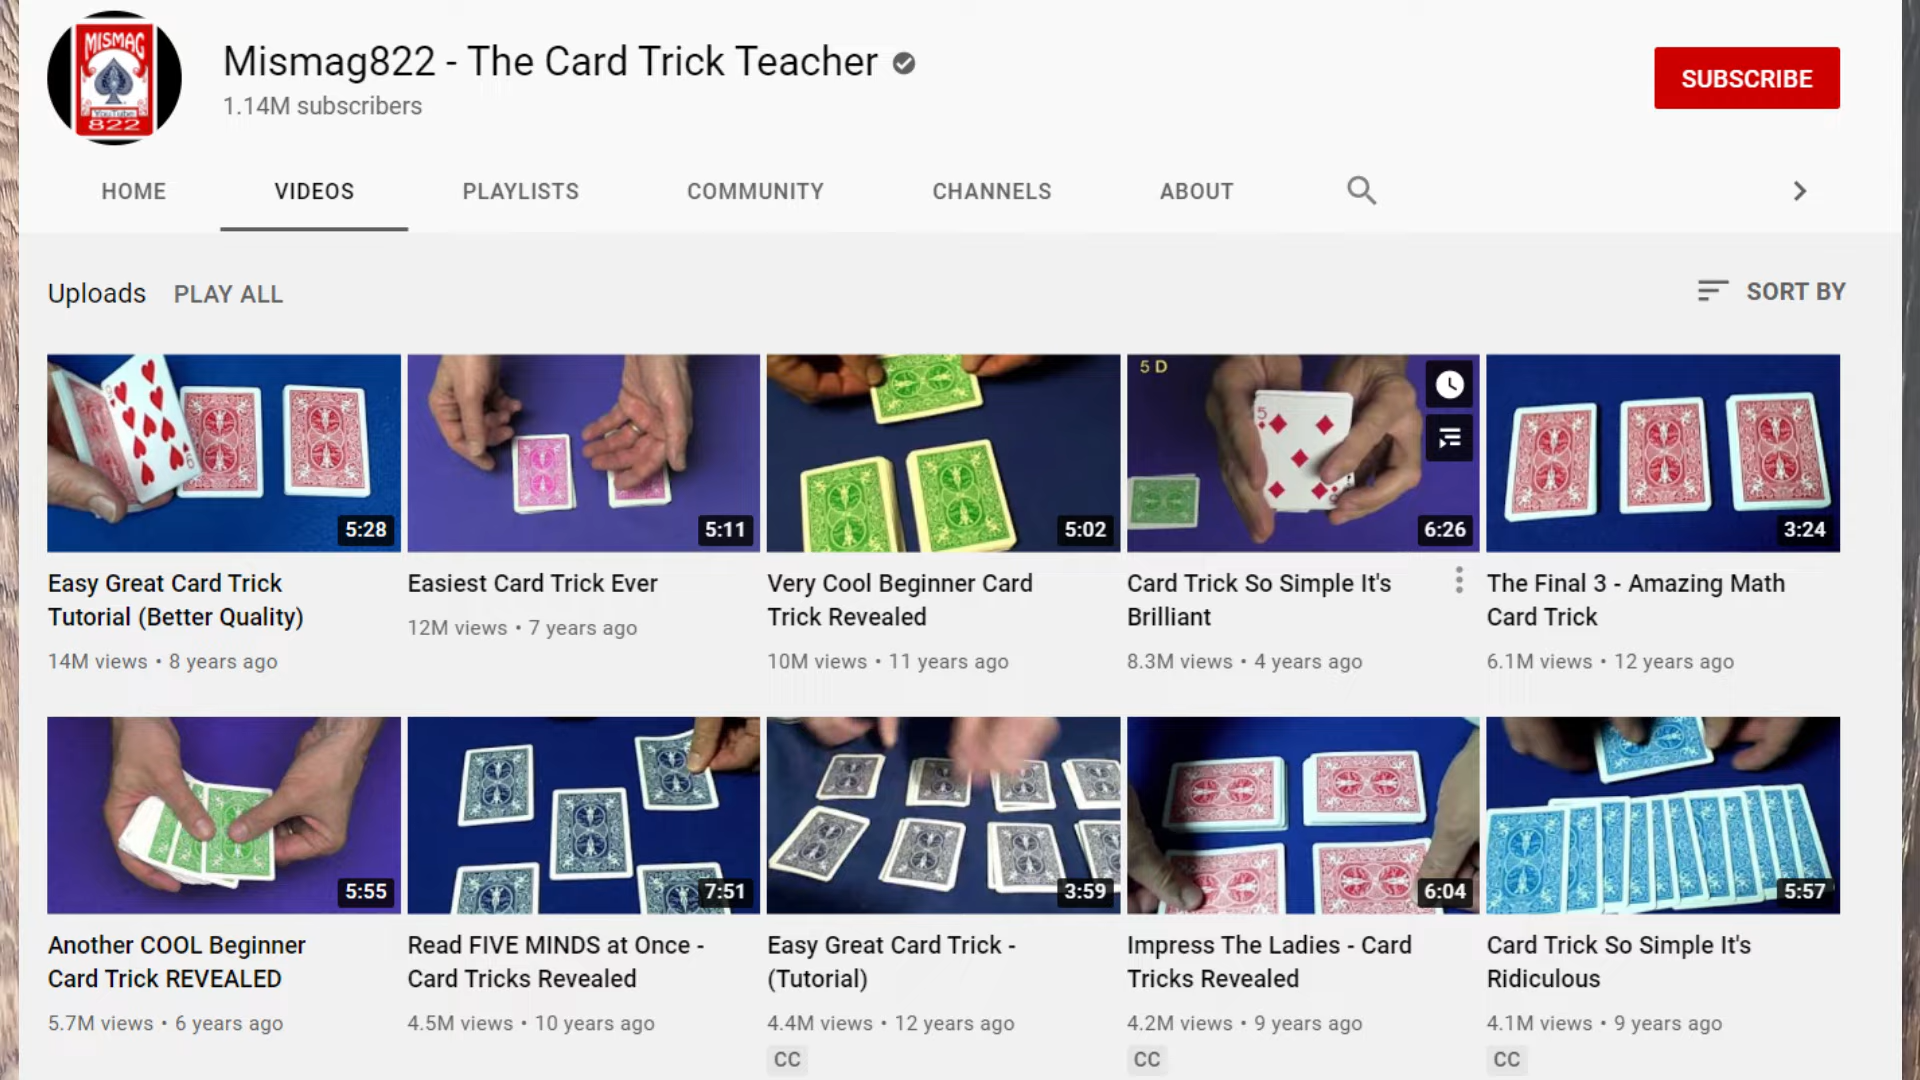 MISMAG
YouTube
822
Mismag822 - The Card Trick Teacher
1.14M subscribers
SUBSCRIBE
HOME
VIDEOS
PLAYLISTS
COMMUNITY
CHANNELS
ABOUT
Uploads
PLAY ALL
SORT BY
5:28
5:11
5:02
5 D
5
6:26
3:24
Easy Great Card Trick
Tutorial (Better Quality)
14M views • 8 years ago
Easiest Card Trick Ever
12M views • 7 years ago
Very Cool Beginner Card
Trick Revealed
10M views • 11 years ago
Card Trick So Simple It's
Brilliant
8.3M views • 4 years ago
The Final 3 - Amazing Math
Card Trick
6.1M views • 12 years ago
5:55
7:51
3:59
6:04
5:57
Another COOL Beginner
Card Trick REVEALED
5.7M views • 6 years ago
Read FIVE MINDS at Once -
Card Tricks Revealed
4.5M views • 10 years ago
Easy Great Card Trick -
(Tutorial)
4.4M views • 12 years ago
CC
Impress The Ladies - Card
Tricks Revealed
4.2M views • 9 years ago
CC
Card Trick So Simple It's
Ridiculous
4.1M views • 9 years ago
CC